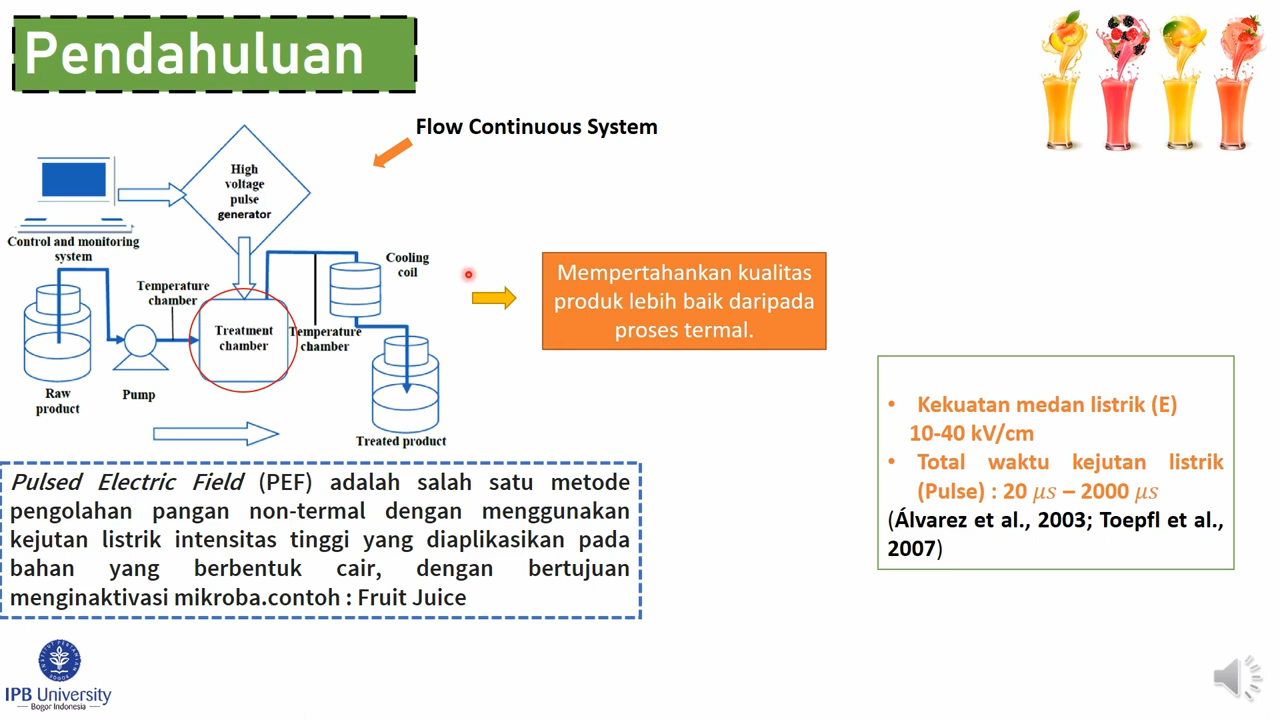 Pendahuluan
Flow Continuous System
High
voltage
pulse
generator
Control and monitoring
system
Cooling
coil
Temperature
chamber
Treatment
chamber
Temperature
chamber
Raw
product
Pump
Treated product
Mempertahankan kualitas
produk lebih baik daripada
proses termal.
• Kekuatan medan listrik (E)
10-40 kV/cm
• Total waktu kejutan listrik
(Pulse) : 20 𝜇𝑠 – 2000 𝜇𝑠
(Álvarez et al., 2003; Toepfl et al.,
2007)
Pulsed Electric Field (PEF) adalah salah satu metode
pengolahan pangan non-termal dengan menggunakan
kejutan listrik intensitas tinggi yang diaplikasikan pada
bahan yang berbentuk cair, dengan bertujuan
menginaktivasi mikroba.contoh : Fruit Juice
INSTITUT PERTANIAN
BOGOR
IPB University
Bogor Indonesia